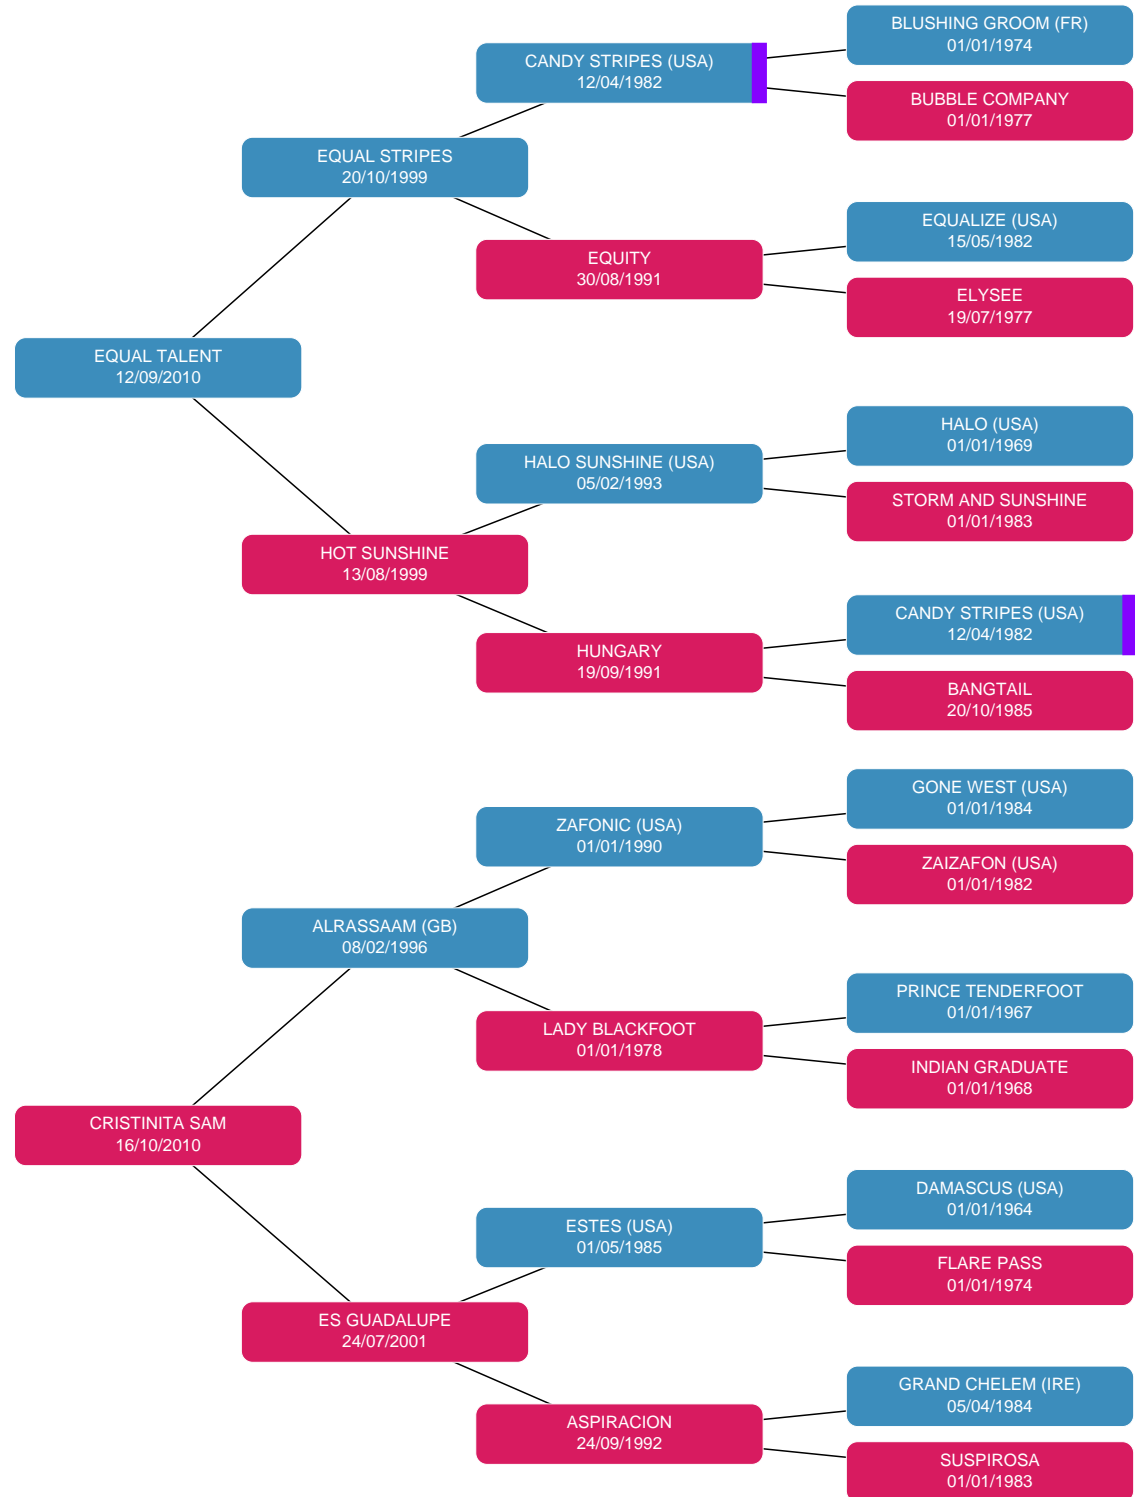 BLUSHING GROOM (FR)
01/01/1974
CANDY STRIPES (USA)
12/04/1982
BUBBLE COMPANY
01/01/1977
EQUAL STRIPES
20/10/1999
EQUALIZE (USA)
15/05/1982
EQUITY
30/08/1991
ELYSEE
19/07/1977
EQUAL TALENT
12/09/2010
HALO (USA)
01/01/1969
HALO SUNSHINE (USA)
05/02/1993
STORM AND SUNSHINE
01/01/1983
HOT SUNSHINE
13/08/1999
CANDY STRIPES (USA)
12/04/1982
HUNGARY
19/09/1991
BANGTAIL
20/10/1985
GONE WEST (USA)
01/01/1984
ZAFONIC (USA)
01/01/1990
ZAIZAFON (USA)
01/01/1982
ALRASSAAM (GB)
08/02/1996
PRINCE TENDERFOOT
01/01/1967
LADY BLACKFOOT
01/01/1978
INDIAN GRADUATE
01/01/1968
CRISTINITA SAM
16/10/2010
DAMASCUS (USA)
01/01/1964
ESTES (USA)
01/05/1985
FLARE PASS
01/01/1974
ES GUADALUPE
24/07/2001
GRAND CHELEM (IRE)
05/04/1984
ASPIRACION
24/09/1992
SUSPIROSA
01/01/1983